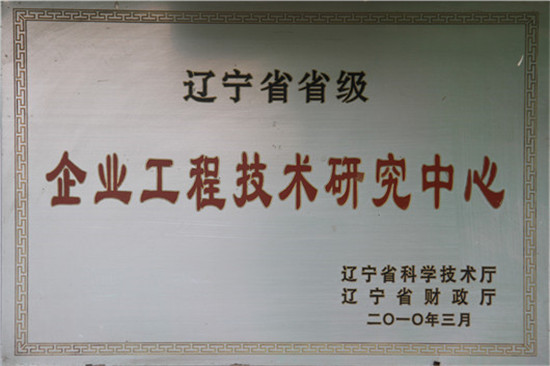 辽宁省省级
企业工程技术研究中心
辽宁省科学技术厅
辽宁省财政厅
二〇一〇年三月